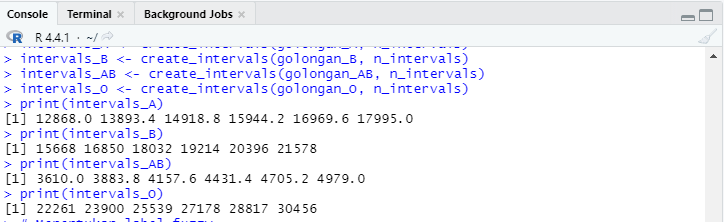 Console Terminal × Background Jobs ×
R 4.4.1 · ~/
> intervals_A <- create_intervals(golongan_A, n_intervals)
> intervals_B <- create_intervals(golongan_B, n_intervals)
> intervals_AB <- create_intervals(golongan_AB, n_intervals)
> intervals_O <- create_intervals(golongan_O, n_intervals)
> print(intervals_A)
[1] 12868.0 13893.4 14918.8 15944.2 16969.6 17995.0
> print(intervals_B)
[1] 15668 16850 18032 19214 20396 21578
> print(intervals_AB)
[1] 3610.0 3883.8 4157.6 4431.4 4705.2 4979.0
> print(intervals_O)
[1] 22261 23900 25539 27178 28817 30456
> # Menentukan label fuzzy